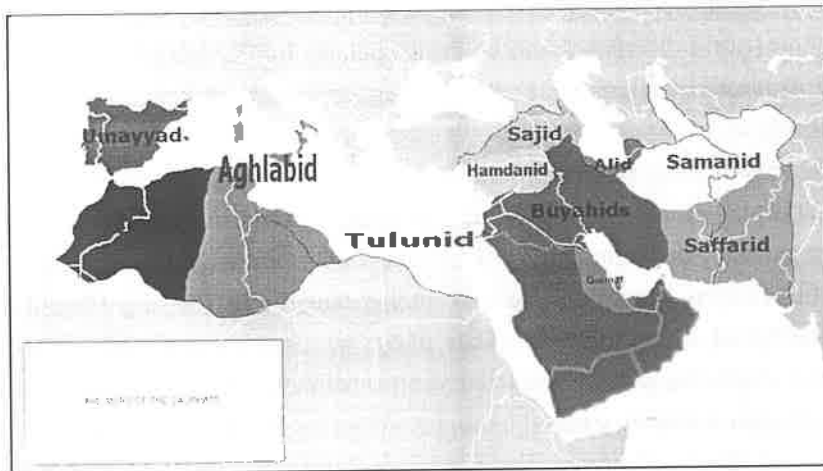 Umayyad
Aghlabid
Tulunid
Sajid
Hamdanid
Alid
Samanid
Buyahids
Saffarid